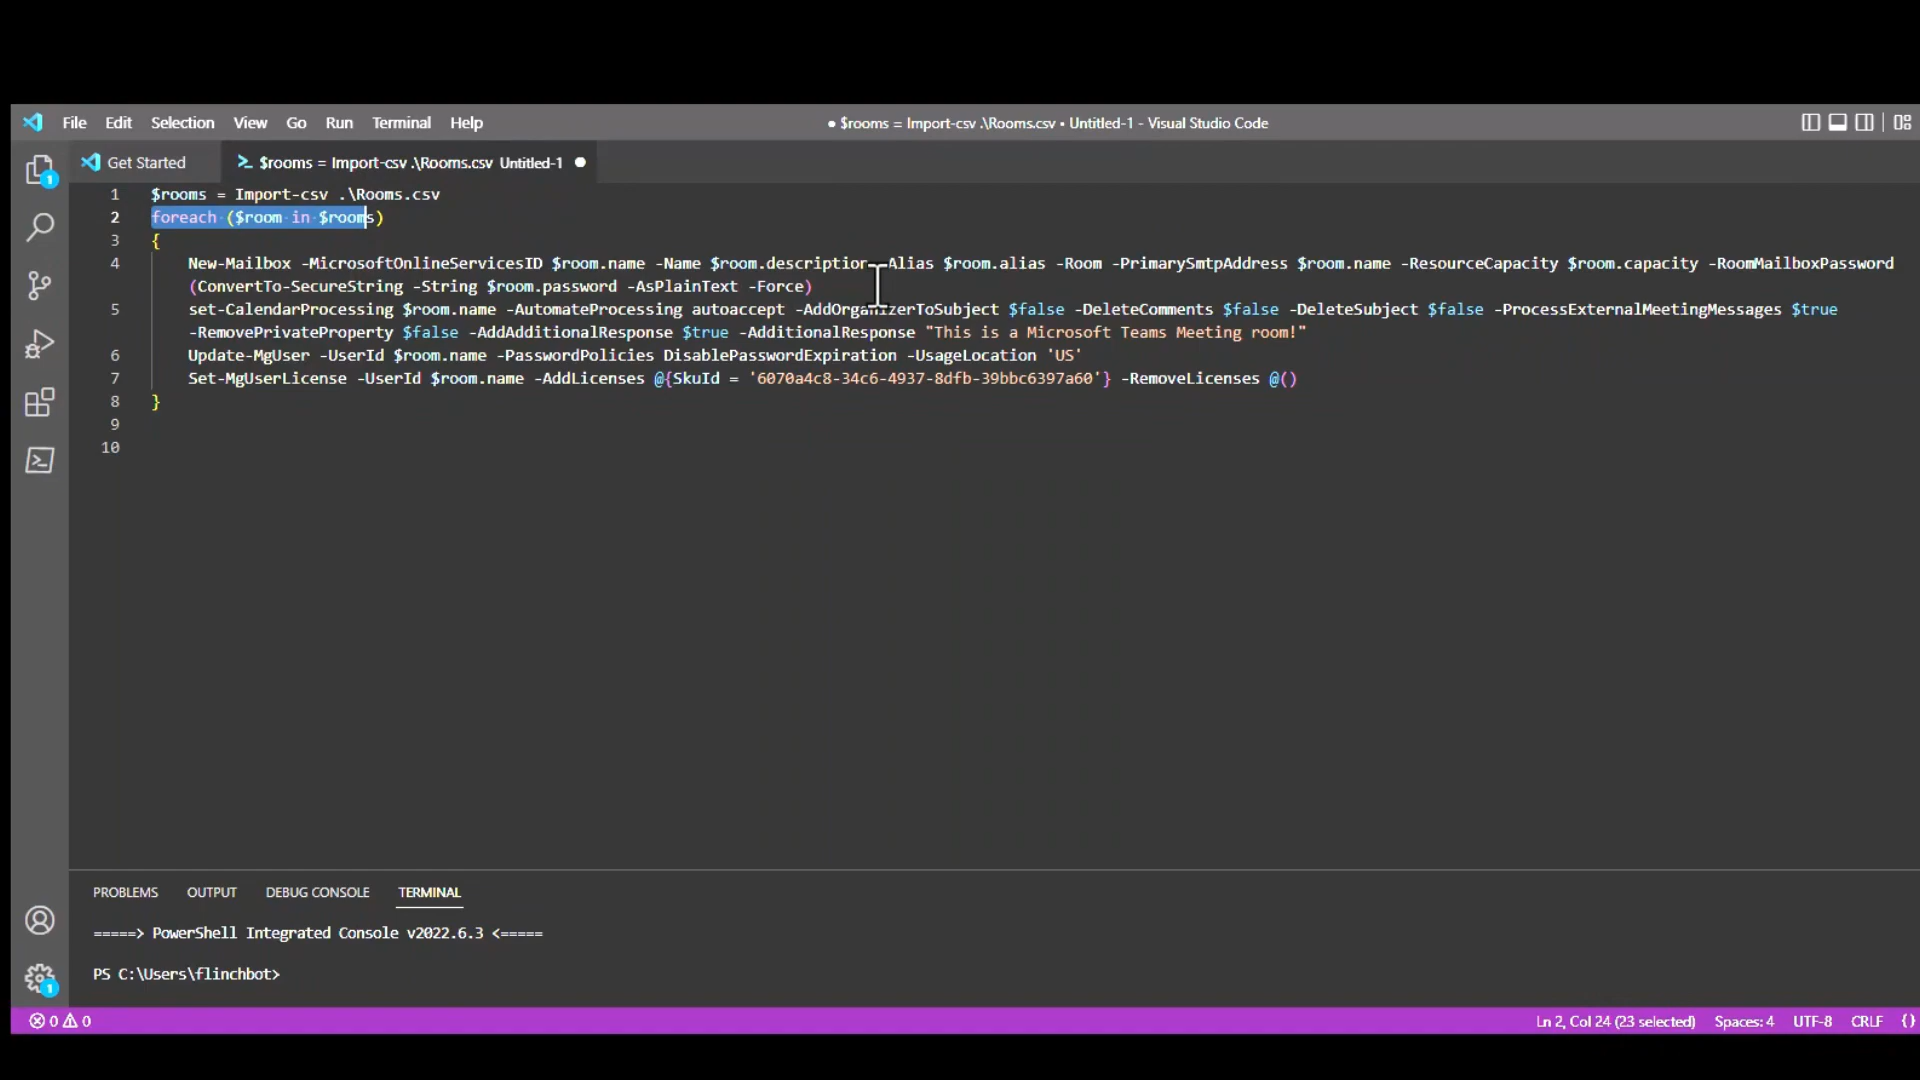 File Edit Selection View Go Run Terminal Help
● $rooms = Import-csv .\Rooms.csv • Untitled-1 - Visual Studio Code
Get Started
$rooms = Import-csv .\Rooms.csv Untitled-1 ●
1 $rooms = Import-csv .\Rooms.csv
2 foreach ($room in $rooms)
3 {
4 New-Mailbox -MicrosoftOnlineServicesID $room.name -Name $room.description -Alias $room.alias -Room -PrimarySmtpAddress $room.name -ResourceCapacity $room.capacity -RoomMailboxPassword
(ConvertTo-SecureString -String $room.password -AsPlainText -Force)
5 set-CalendarProcessing $room.name -AutomateProcessing autoaccept -AddOrganizerToSubject $false -DeleteComments $false -DeleteSubject $false -ProcessExternalMeetingMessages $true
-RemovePrivateProperty $false -AddAdditionalResponse $true -AdditionalResponse "This is a Microsoft Teams Meeting room!"
6 Update-MgUser -UserId $room.name -PasswordPolicies DisablePasswordExpiration -UsageLocation 'US'
7 Set-MgUserLicense -UserId $room.name -AddLicenses @{SkuId = '6070a4c8-34c6-4937-8dfb-39bbc6397a60'} -RemoveLicenses @()
8 }
9
10
1
PROBLEMS OUTPUT DEBUG CONSOLE TERMINAL
=====> PowerShell Integrated Console v2022.6.3 <=====
PS C:\Users\flinchbot>
1
0 0
Ln 2, Col 24 (23 selected) Spaces: 4 UTF-8 CRLF {}